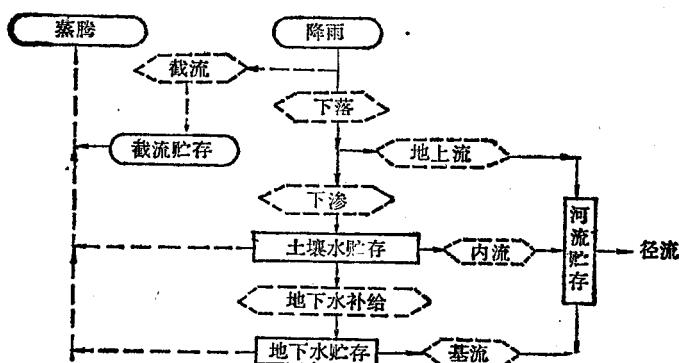 蒸腾
降雨
截流
下落
截流贮存
地上流
下渗
土壤水贮存
内流
河流贮存
径流
地下水补给
地下水贮存
基流